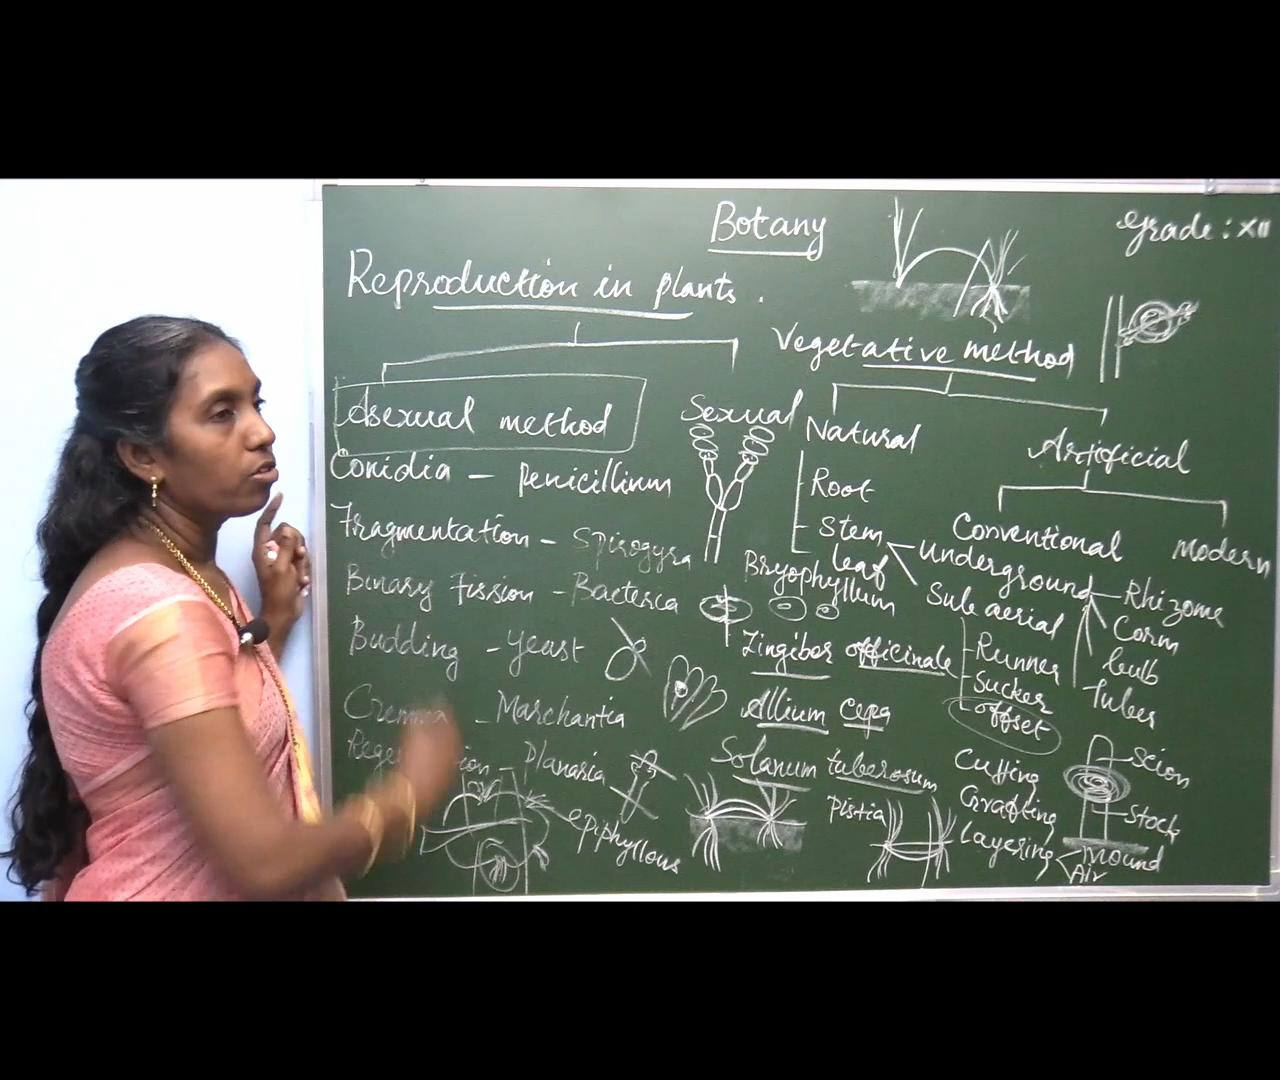 Botany
Grade : XII
Reproduction in plants .
Vegetative method
Asexual method
Sexual
Natural
Artificial
Conidia - Penicillium
Root
Fragmentation - Spirogyra
Stem
Conventional
Modern
leaf
Underground
Bryophyllum
Binary Fission - Bacteria
Sub aerial
Rhizome
Corm
bulb
Tuber
Budding - Yeast
Zingiber officinale
Runner
Sucker
offset
Marchantia
Allium cepa
Planaria
Solanum tuberosum
Cutting
Scion
epiphyllous
Pistia
Grafting
Stock
Layering
Mound
Air